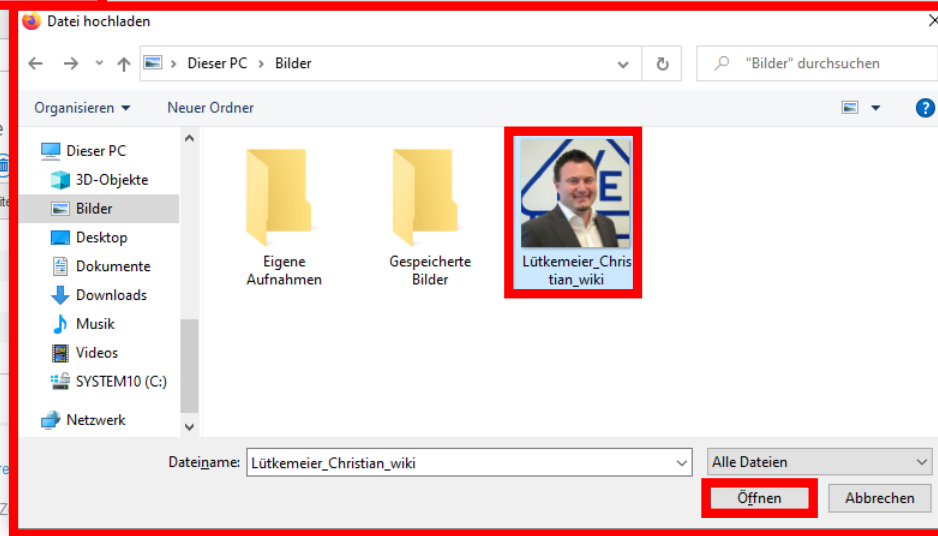 Datei hochladen
Dieser PC > Bilder
"Bilder" durchsuchen
Organisieren
Neuer Ordner
Dieser PC
3D-Objekte
Bilder
Desktop
Dokumente
Downloads
Musik
Videos
SYSTEM10 (C:)
Netzwerk
Eigene
Aufnahmen
Gespeicherte
Bilder
Lütkemeier_Chris
tian_wiki
Dateiname: Lütkemeier_Christian_wiki
Alle Dateien
Öffnen
Abbrechen